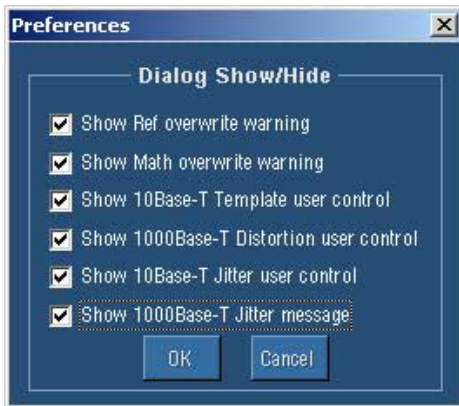 Preferences
Dialog Show/Hide
Show Ref overwrite warning
Show Math overwrite warning
Show 10Base-T Template user control
Show 1000Base-T Distortion user control
Show 10Base-T Jitter user control
Show 1000Base-T Jitter message
OK Cancel